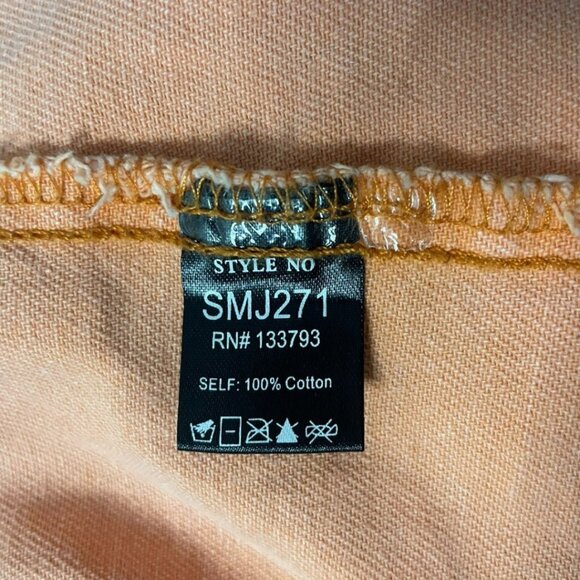 STYLE NO
SMJ271
RN# 133793
SELF: 100% Cotton